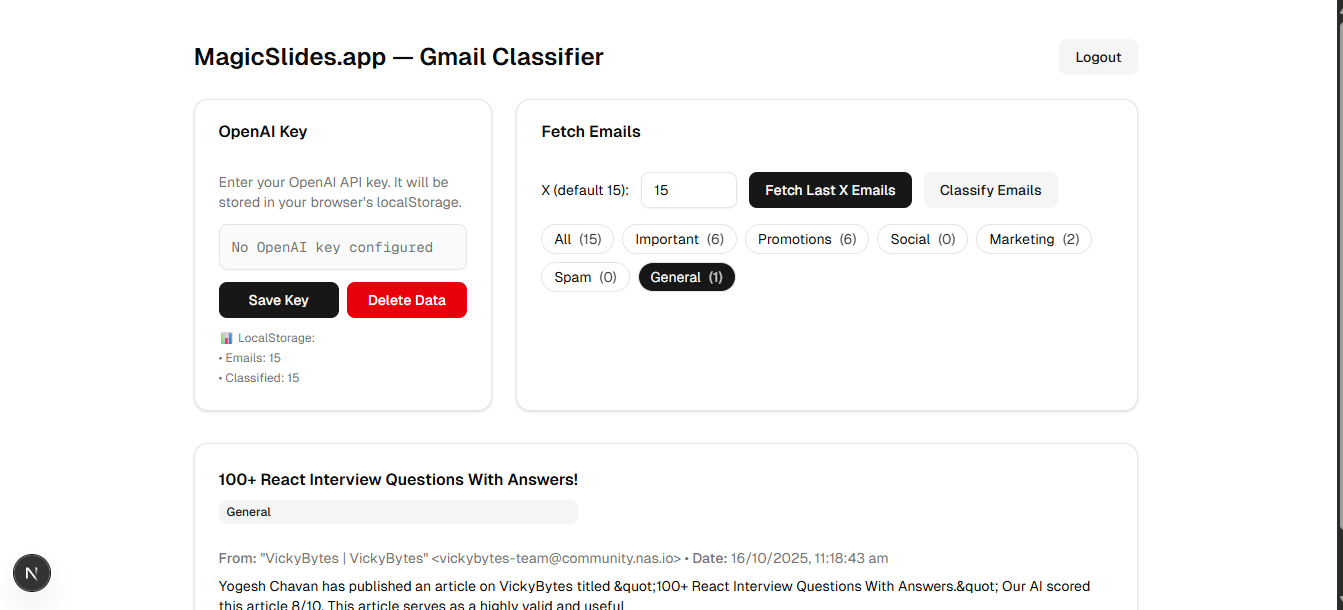 MagicSlides.app — Gmail Classifier
Logout
OpenAI Key
Enter your OpenAI API key. It will be
stored in your browser's localStorage.
No OpenAI key configured
Save Key
Delete Data
📊 LocalStorage:
• Emails: 15
• Classified: 15
Fetch Emails
X (default 15):
15
Fetch Last X Emails
Classify Emails
All (15)
Important (6)
Promotions (6)
Social (0)
Marketing (2)
Spam (0)
General (1)
100+ React Interview Questions With Answers!
General
From: "VickyBytes | VickyBytes" <vickybytes-team@community.nas.io> • Date: 16/10/2025, 11:18:43 am
Yogesh Chavan has published an article on VickyBytes titled &quot;100+ React Interview Questions With Answers.&quot; Our AI scored
this article 8/10. This article serves as a highly valid and useful
N